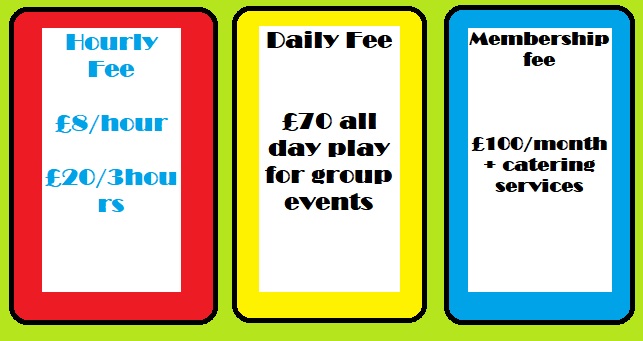 Hourly
Fee
£8/hour
£20/3hou
rs
Daily Fee
£70 all
day play
for group
events
Membership
fee
£100/month
+ catering
services